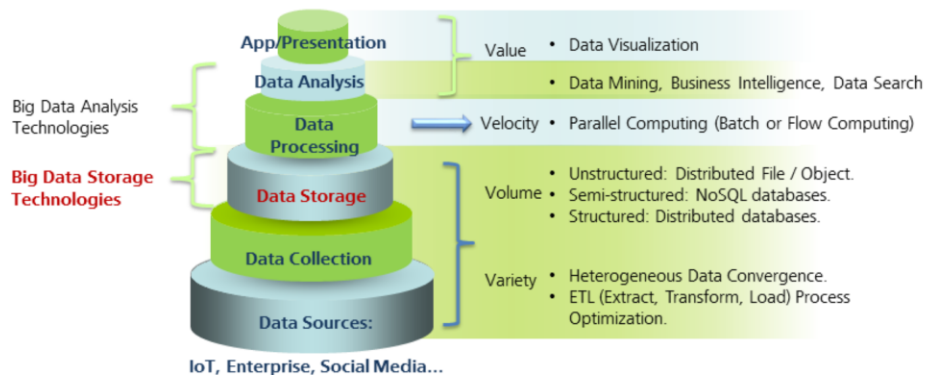 App/Presentation
Data Analysis
Data
Processing
Data Storage
Data Collection
Data Sources:
IoT, Enterprise, Social Media...
Big Data Analysis
Technologies
Big Data Storage
Technologies
Value
• Data Visualization
• Data Mining, Business Intelligence, Data Search
Velocity
• Parallel Computing (Batch or Flow Computing)
Volume
• Unstructured: Distributed File / Object.
• Semi-structured: NoSQL databases.
• Structured: Distributed databases.
Variety
• Heterogeneous Data Convergence.
• ETL (Extract, Transform, Load) Process
Optimization.